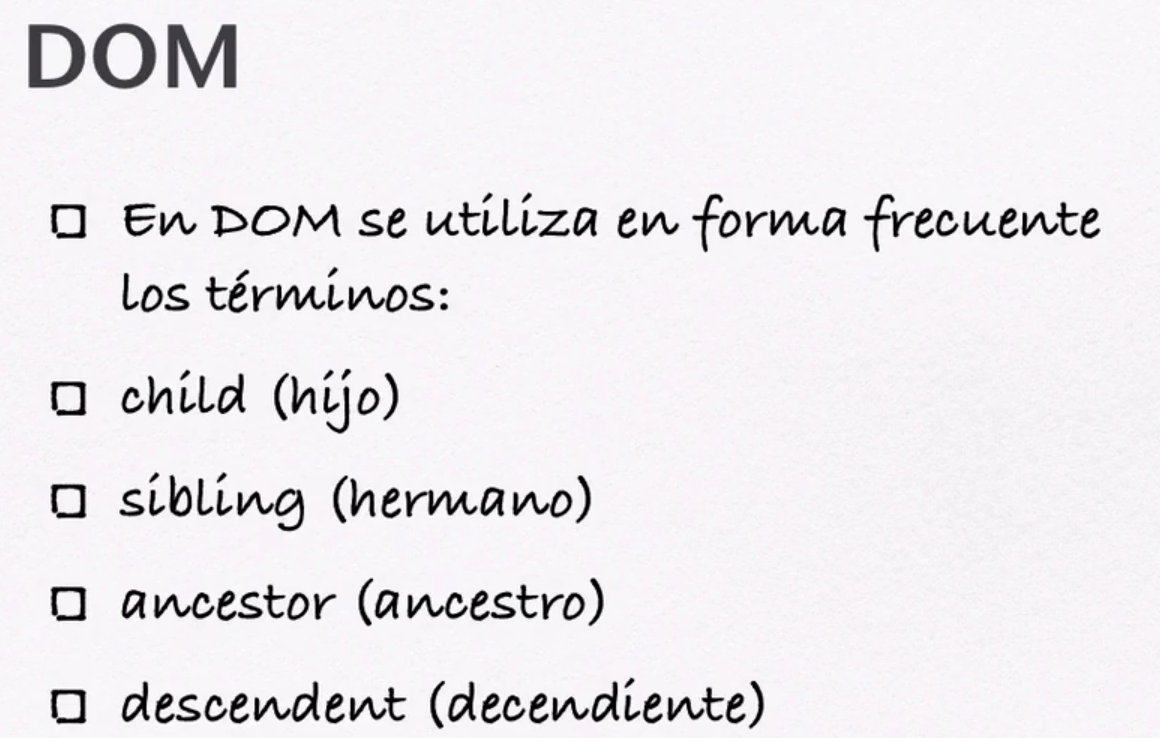 DOM
En DOM se utiliza en forma frecuente
los términos:
child (hijo)
sibling (hermano)
ancestor (ancestro)
descendent (decendiente)